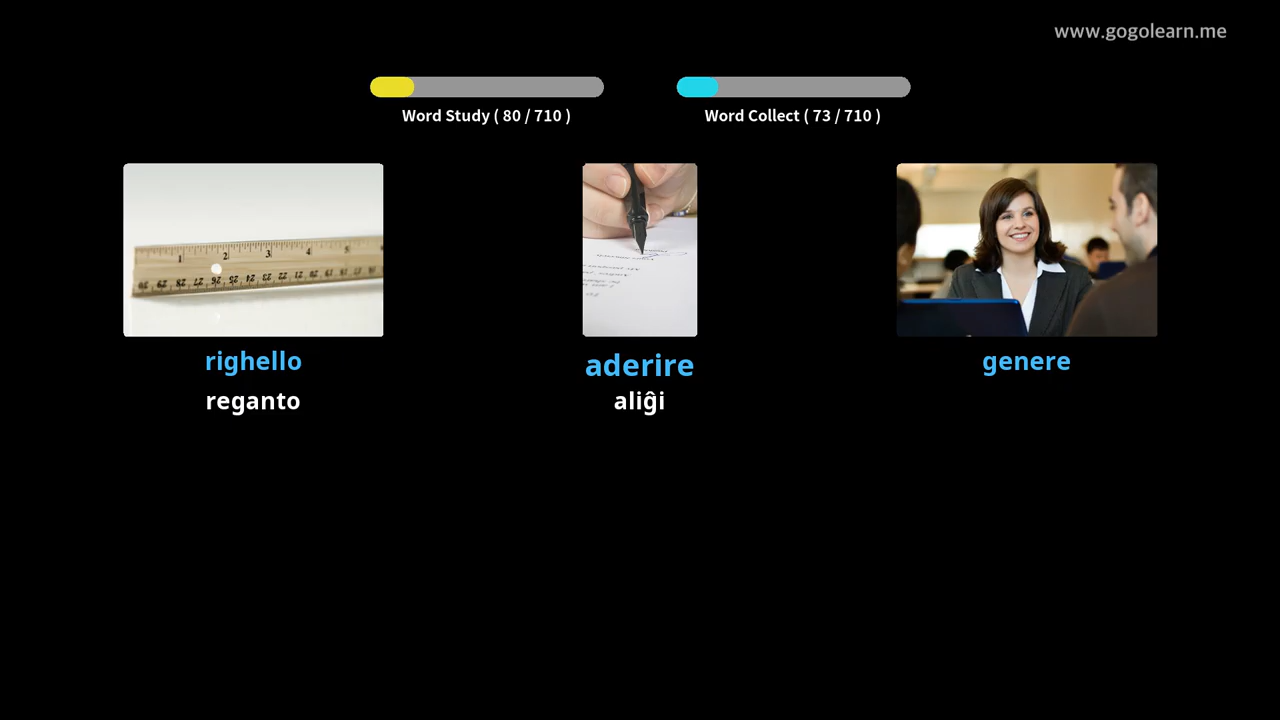 www.gogolearn.me
Word Study ( 80 / 710 )
Word Collect ( 73 / 710 )
righello
aderire
genere
reganto
aliĝi